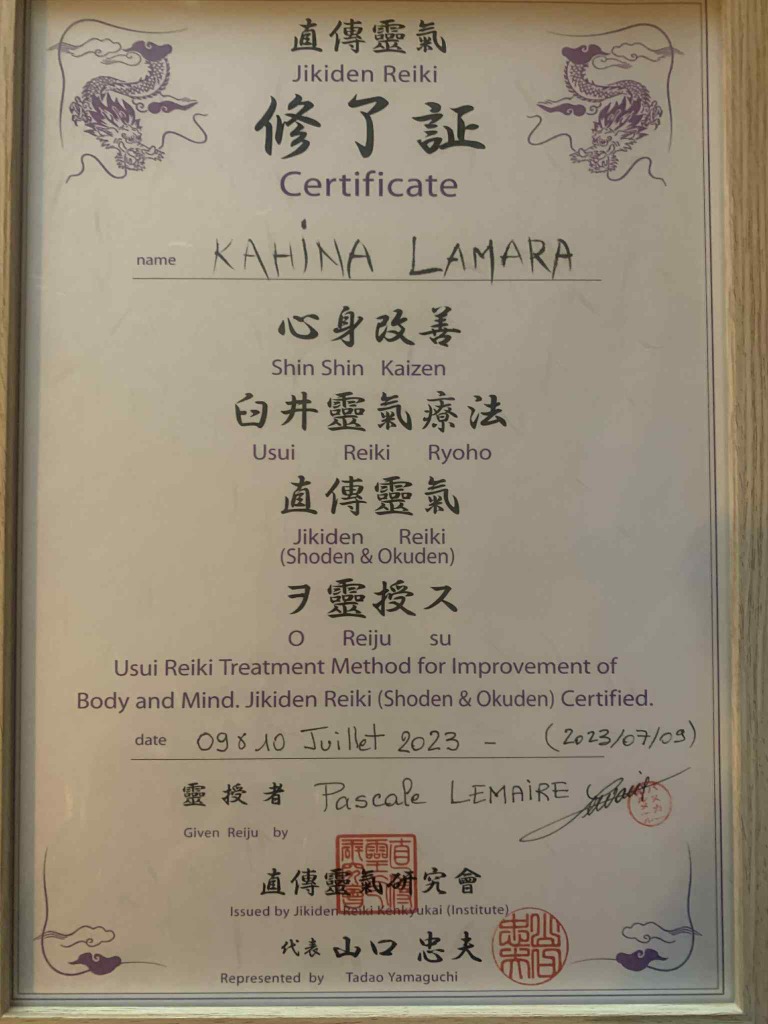 直傳靈氣
Jikiden Reiki
修了証
Certificate
name KAHINA LAMARA
心身改善
Shin Shin Kaizen
臼井靈氣療法
Usui Reiki Ryoho
直傳靈氣
Jikiden Reiki
(Shoden & Okuden)
ヲ靈授ス
O Reiju su
Usui Reiki Treatment Method for Improvement of
Body and Mind. Jikiden Reiki (Shoden & Okuden) Certified.
date 09 & 10 Juillet 2023 - (2023/07/09)
靈授者 Pascale LEMAIRE
Given Reiju by
直傳靈氣研究會
Issued by Jikiden Reiki Kenkyukai (Institute)
代表 山口忠夫
Represented by Tadao Yamaguchi